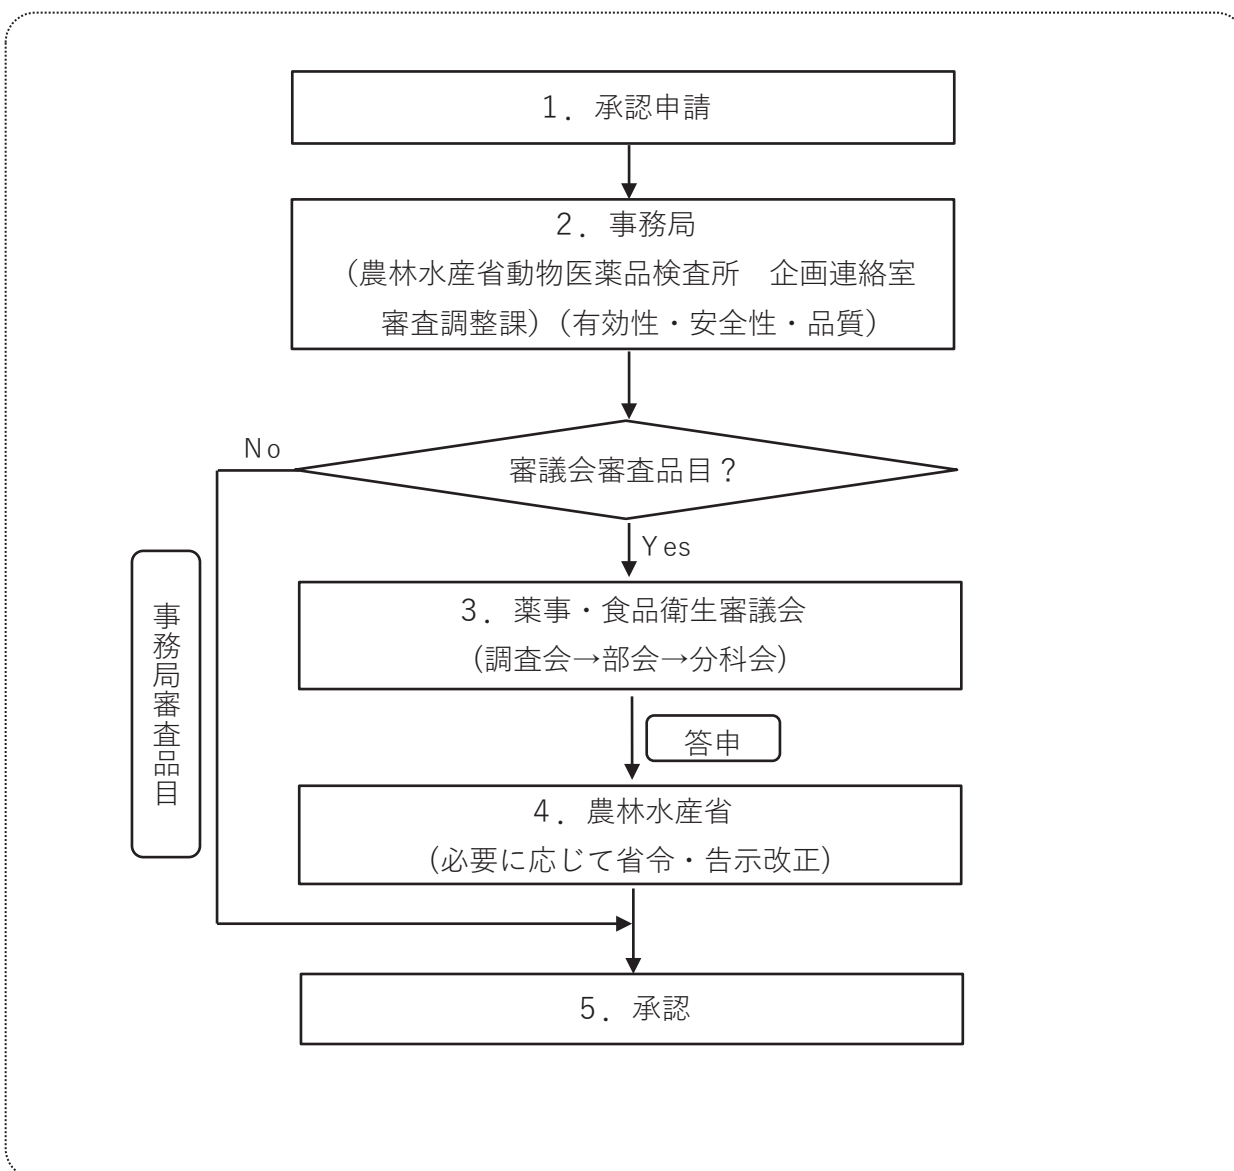 1．承認申請
2．事務局
（農林水産省動物医薬品検査所　企画連絡室
審査調整課）（有効性・安全性・品質）
No
審議会審査品目？
Yes
事務局審査品目
3．薬事・食品衛生審議会
（調査会→部会→分科会）
答申
4．農林水産省
（必要に応じて省令・告示改正）
5．承認